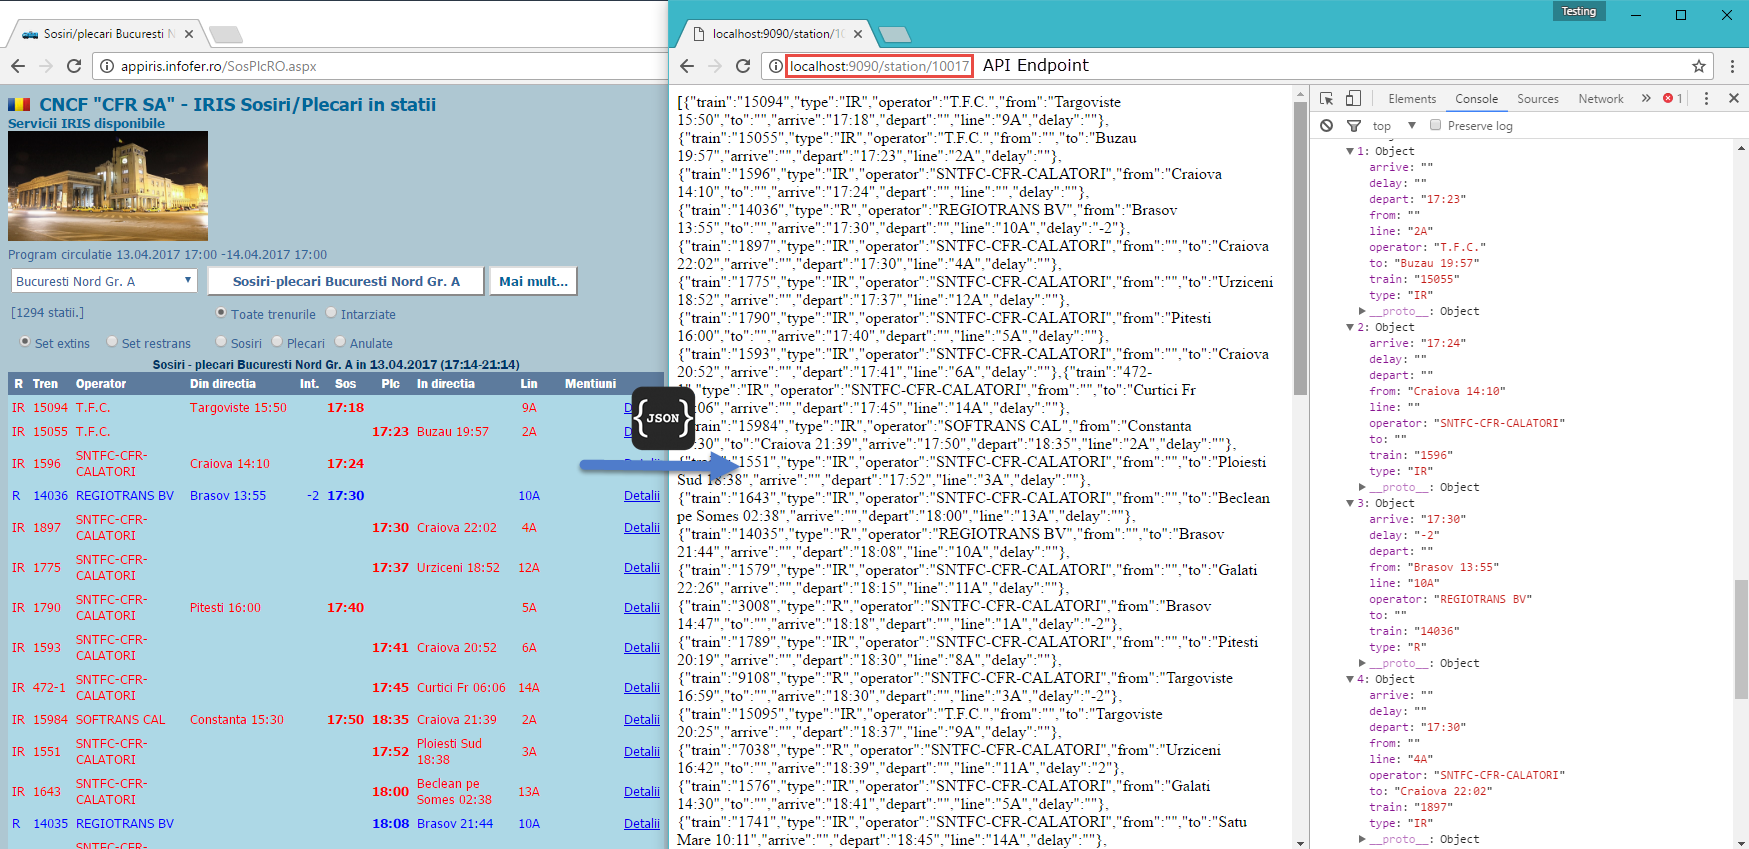 Testing
Sosiri/plecari Bucuresti N
appiris.infofer.ro/SosPlcRO.aspx
CNCF "CFR SA" - IRIS Sosiri/Plecari in statii
Servicii IRIS disponibile
Program circulatie 13.04.2017 17:00 -14.04.2017 17:00
Bucuresti Nord Gr. A Sosiri-plecari Bucuresti Nord Gr. A Mai mult...
[1294 statii.] Toate trenurile Intarziate
Set extins Set restrans Sosiri Plecari Anulate
Sosiri - plecari Bucuresti Nord Gr. A in 13.04.2017 (17:14-21:14)
R Tren Operator Din directia Int. Sos Plc In directia Lin Mentiuni
IR 15094 T.F.C. Targoviste 15:50 17:18 9A
IR 15055 T.F.C. 17:23 Buzau 19:57 2A
IR 1596 SNTFC-CFR-
CALATORI Craiova 14:10 17:24
R 14036 REGIOTRANS BV Brasov 13:55 -2 17:30 10A Detalii
IR 1897 SNTFC-CFR-
CALATORI 17:30 Craiova 22:02 4A Detalii
IR 1775 SNTFC-CFR-
CALATORI 17:37 Urziceni 18:52 12A Detalii
IR 1790 SNTFC-CFR-
CALATORI Pitesti 16:00 17:40 5A Detalii
IR 1593 SNTFC-CFR-
CALATORI 17:41 Craiova 20:52 6A Detalii
IR 472-1 SNTFC-CFR-
CALATORI 17:45 Curtici Fr 06:06 14A Detalii
IR 15984 SOFTRANS CAL Constanta 15:30 17:50 18:35 Craiova 21:39 2A Detalii
IR 1551 SNTFC-CFR-
CALATORI 17:52 Ploiesti Sud
18:38 3A Detalii
IR 1643 SNTFC-CFR-
CALATORI 18:00 Beclean pe
Somes 02:38 13A Detalii
R 14035 REGIOTRANS BV 18:08 Brasov 21:44 10A Detalii
SNTFC-CFR-
{JSON}
localhost:9090/station/10
localhost:9090/station/10017 API Endpoint
[{"train":"15094","type":"IR","operator":"T.F.C.","from":"Targoviste
15:50","to":"","arrive":"17:18","depart":"","line":"9A","delay":""},
{"train":"15055","type":"IR","operator":"T.F.C.","from":"","to":"Buzau
19:57","arrive":"","depart":"17:23","line":"2A","delay":""},
{"train":"1596","type":"IR","operator":"SNTFC-CFR-CALATORI","from":"Craiova
14:10","to":"","arrive":"17:24","depart":"","line":"","delay":""},
{"train":"14036","type":"R","operator":"REGIOTRANS BV","from":"Brasov
13:55","to":"","arrive":"17:30","depart":"","line":"10A","delay":"-2"},
{"train":"1897","type":"IR","operator":"SNTFC-CFR-CALATORI","from":"","to":"Craiova
22:02","arrive":"","depart":"17:30","line":"4A","delay":""},
{"train":"1775","type":"IR","operator":"SNTFC-CFR-CALATORI","from":"","to":"Urziceni
18:52","arrive":"","depart":"17:37","line":"12A","delay":""},
{"train":"1790","type":"IR","operator":"SNTFC-CFR-CALATORI","from":"Pitesti
16:00","to":"","arrive":"17:40","depart":"","line":"5A","delay":""},
{"train":"1593","type":"IR","operator":"SNTFC-CFR-CALATORI","from":"","to":"Craiova
20:52","arrive":"","depart":"17:41","line":"6A","delay":""},{"train":"472-
","type":"IR","operator":"SNTFC-CFR-CALATORI","from":"","to":"Curtici Fr
:06","arrive":"","depart":"17:45","line":"14A","delay":""},
train":"15984","type":"IR","operator":"SOFTRANS CAL","from":"Constanta
:30","to":"Craiova 21:39","arrive":"17:50","depart":"18:35","line":"2A","delay":""},
{"train":"1551","type":"IR","operator":"SNTFC-CFR-CALATORI","from":"","to":"Ploiesti
Sud 18:38","arrive":"","depart":"17:52","line":"3A","delay":""},
{"train":"1643","type":"IR","operator":"SNTFC-CFR-CALATORI","from":"","to":"Beclean
pe Somes 02:38","arrive":"","depart":"18:00","line":"13A","delay":""},
{"train":"14035","type":"R","operator":"REGIOTRANS BV","from":"","to":"Brasov
21:44","arrive":"","depart":"18:08","line":"10A","delay":""},
{"train":"1579","type":"IR","operator":"SNTFC-CFR-CALATORI","from":"","to":"Galati
22:26","arrive":"","depart":"18:15","line":"11A","delay":""},
{"train":"3008","type":"R","operator":"SNTFC-CFR-CALATORI","from":"Brasov
14:47","to":"","arrive":"18:18","depart":"","line":"1A","delay":"-2"},
{"train":"1789","type":"IR","operator":"SNTFC-CFR-CALATORI","from":"","to":"Pitesti
20:19","arrive":"","depart":"18:30","line":"8A","delay":""},
{"train":"9108","type":"R","operator":"SNTFC-CFR-CALATORI","from":"Targoviste
16:59","to":"","arrive":"18:30","depart":"","line":"3A","delay":"-2"},
{"train":"15095","type":"IR","operator":"T.F.C.","from":"","to":"Targoviste
20:25","arrive":"","depart":"18:37","line":"9A","delay":""},
{"train":"7038","type":"R","operator":"SNTFC-CFR-CALATORI","from":"Urziceni
16:42","to":"","arrive":"18:39","depart":"","line":"11A","delay":"2"},
{"train":"1576","type":"IR","operator":"SNTFC-CFR-CALATORI","from":"Galati
14:30","to":"","arrive":"18:41","depart":"","line":"5A","delay":""},
{"train":"1741","type":"IR","operator":"SNTFC-CFR-CALATORI","from":"","to":"Satu
Mare 10:11","arrive":"","depart":"18:45","line":"14A","delay":""},
Elements Console Sources Network » 1
top Preserve log
1: Object
arrive: ""
delay: ""
depart: "17:23"
from: ""
line: "2A"
operator: "T.F.C."
to: "Buzau 19:57"
train: "15055"
type: "IR"
__proto__: Object
2: Object
arrive: "17:24"
delay: ""
depart: ""
from: "Craiova 14:10"
line: ""
operator: "SNTFC-CFR-CALATORI"
to: ""
train: "1596"
type: "IR"
__proto__: Object
3: Object
arrive: "17:30"
delay: "-2"
depart: ""
from: "Brasov 13:55"
line: "10A"
operator: "REGIOTRANS BV"
to: ""
train: "14036"
type: "R"
__proto__: Object
4: Object
arrive: ""
delay: ""
depart: "17:30"
from: ""
line: "4A"
operator: "SNTFC-CFR-CALATORI"
to: "Craiova 22:02"
train: "1897"
type: "IR"
__proto__: Object